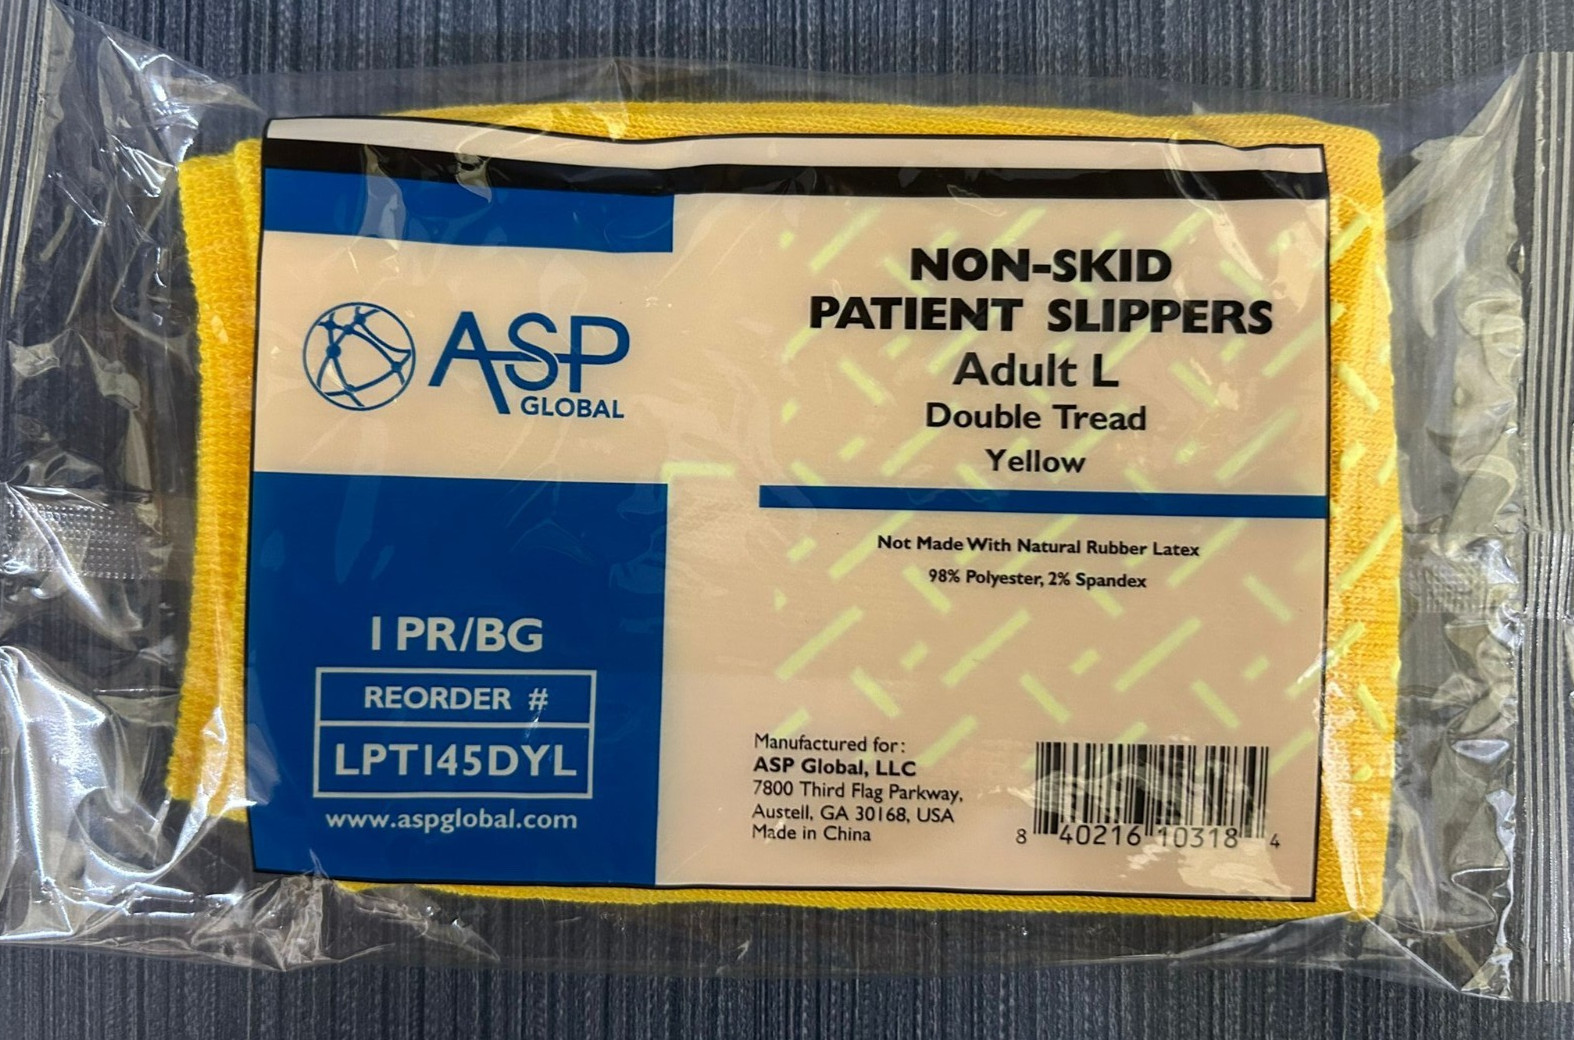 ASP
GLOBAL
1 PR/BG
REORDER #
LPT145DYL
www.aspglobal.com
NON-SKID
PATIENT SLIPPERS
Adult L
Double Tread
Yellow
Not Made With Natural Rubber Latex
98% Polyester, 2% Spandex
Manufactured for:
ASP Global, LLC
7800 Third Flag Parkway,
Austell, GA 30168, USA
Made in China
8 40216 10318 4